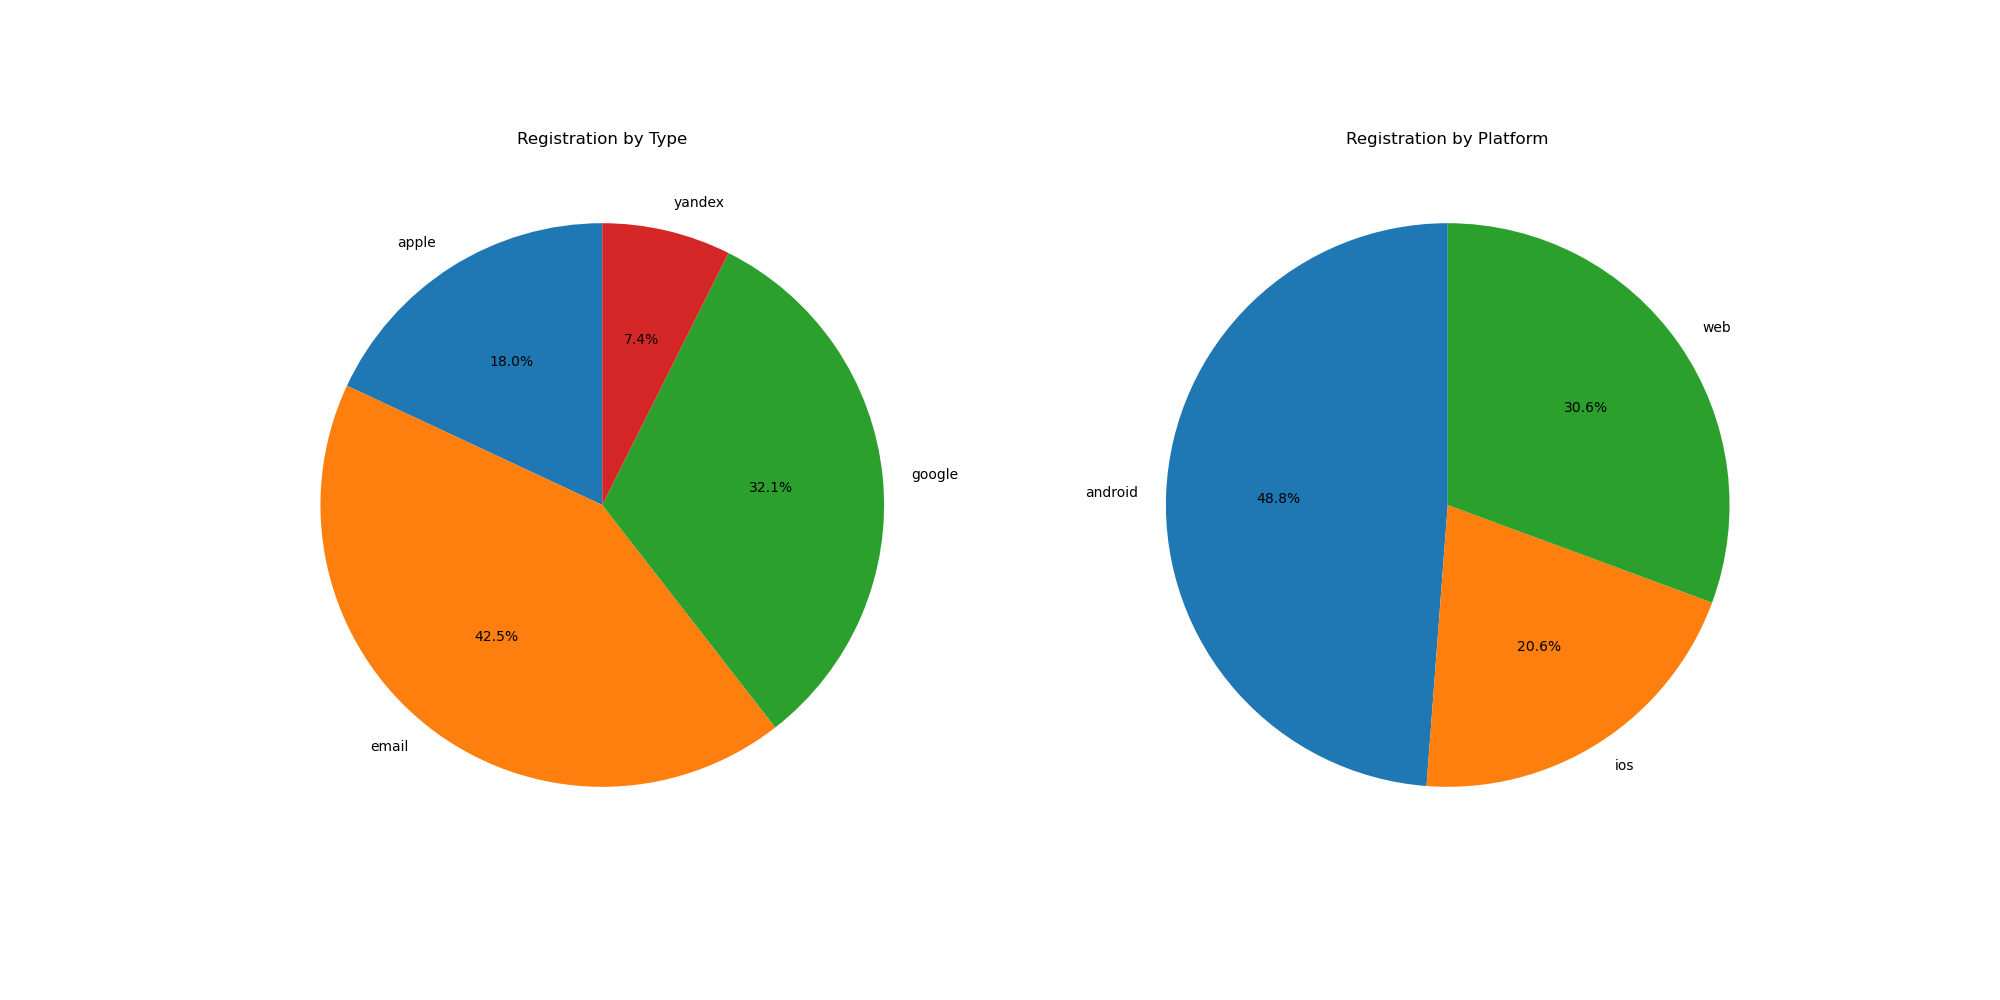 Registration by Type
yandex
apple
7.4%
18.0%
google
32.1%
42.5%
email
Registration by Platform
web
30.6%
android
48.8%
20.6%
ios